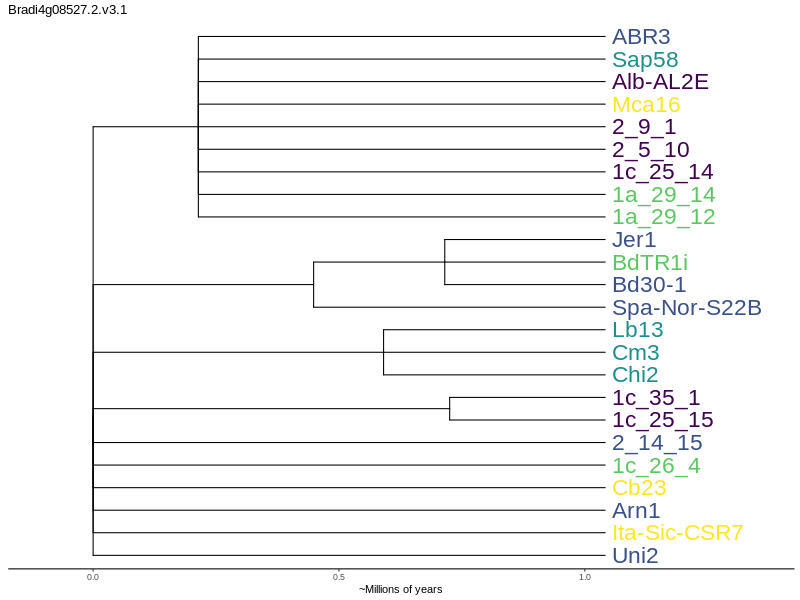 Bradi4g08527.2.v3.1
ABR3
Sap58
Alb-AL2E
Mca16
2_9_1
2_5_10
1c_25_14
1a_29_14
1a_29_12
Jer1
BdTR1i
Bd30-1
Spa-Nor-S22B
Lb13
Cm3
Chi2
1c_35_1
1c_25_15
2_14_15
1c_26_4
Cb23
Arn1
Ita-Sic-CSR7
Uni2
0.0 0.5 1.0
~Millions of years